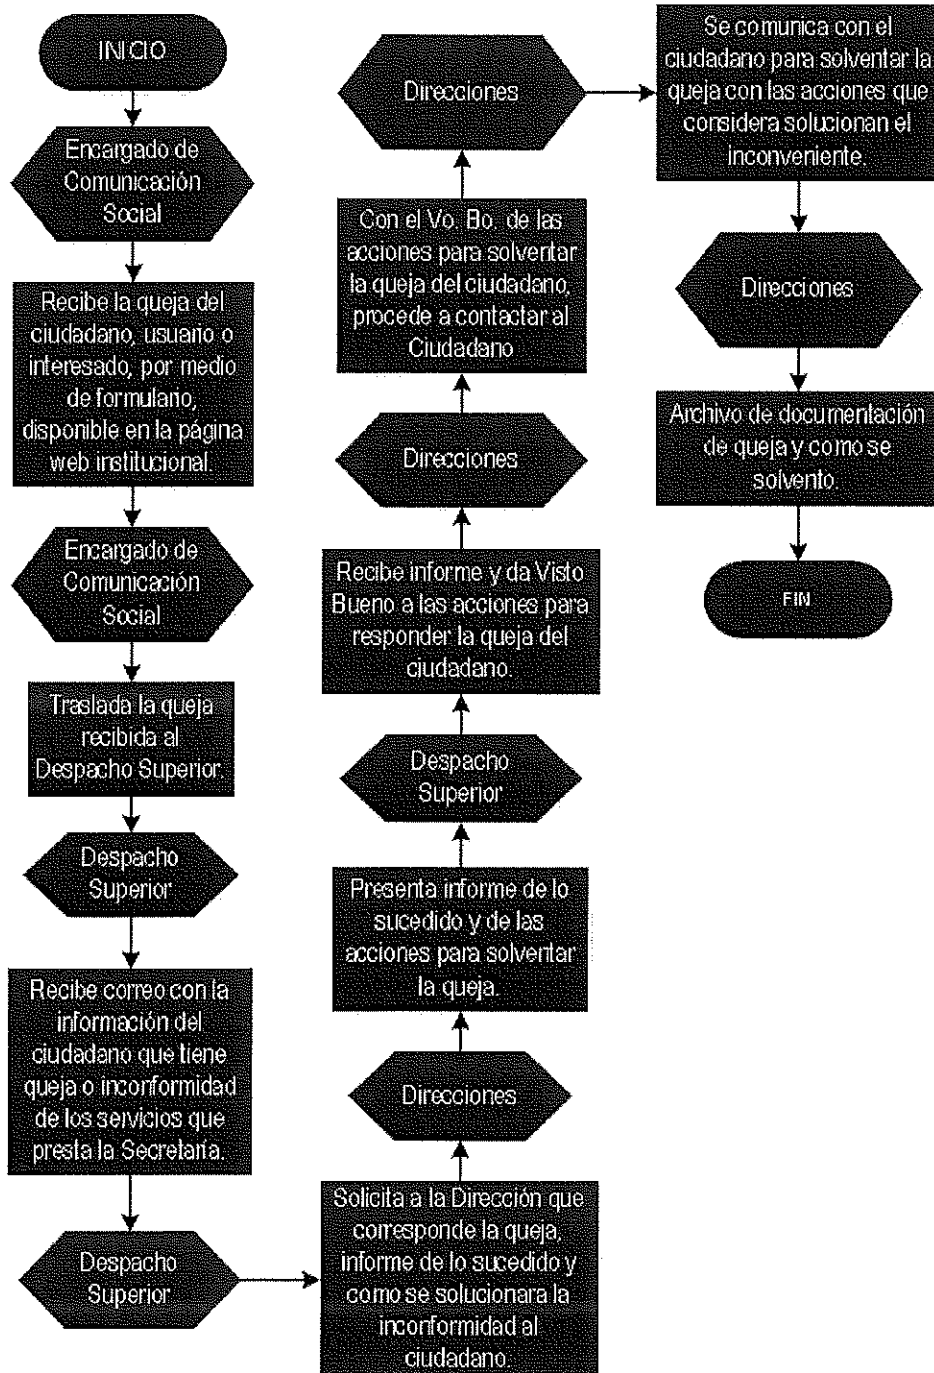 INICIO
Encargado de
Comunicación
Social
Recibe la queja del
ciudadano, usuario o
interesado, por medio
de formulario,
disponible en la página
web institucional.
Encargado de
Comunicación
Social
Traslada la queja
recibida al
Despacho Superior.
Despacho
Superior
Recibe correo con la
información del
ciudadano que tiene
queja o inconformidad
de los servicios que
presta la Secretaría.
Despacho
Superior
Solicita a la Dirección que
corresponde la queja,
informe de lo sucedido y
como se solucionara la
inconformidad al
ciudadano.
Direcciones
Presenta informe de lo
sucedido y de las
acciones para solventar
la queja.
Despacho
Superior
Recibe informe y da Visto
Bueno a las acciones para
responder la queja del
ciudadano.
Direcciones
Con el Vo. Bo. de las
acciones para solventar
la queja del ciudadano,
procede a contactar al
Ciudadano
Direcciones
Se comunica con el
ciudadano para solventar la
queja con las acciones que
considera solucionan el
inconveniente.
Direcciones
Archivo de documentación
de queja y como se
solvento.
FIN